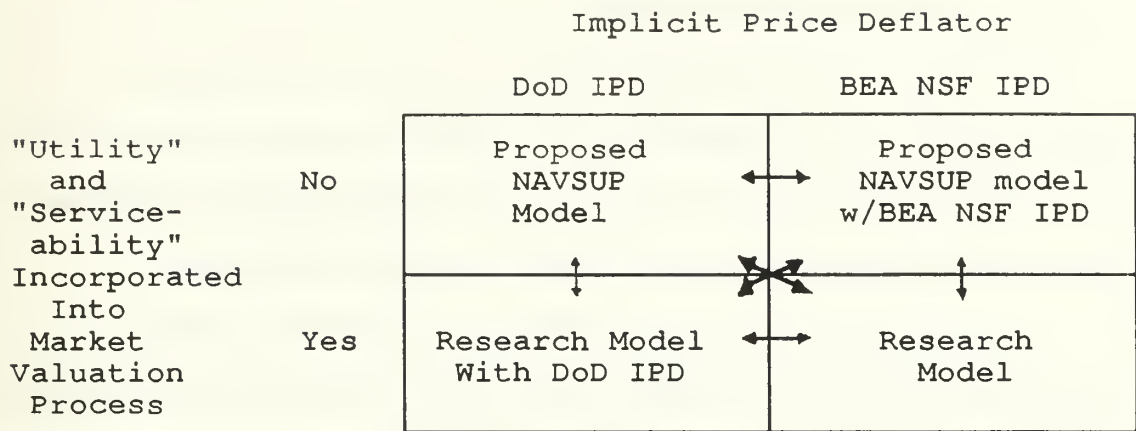 Implicit Price Deflator
DoD IPD BEA NSF IPD
"Utility"
and
"Service-
ability"
Incorporated
Into
Market
Valuation
Process
No
Yes
Proposed
NAVSUP
Model
Proposed
NAVSUP model
w/BEA NSF IPD
Research Model
With DoD IPD
Research
Model